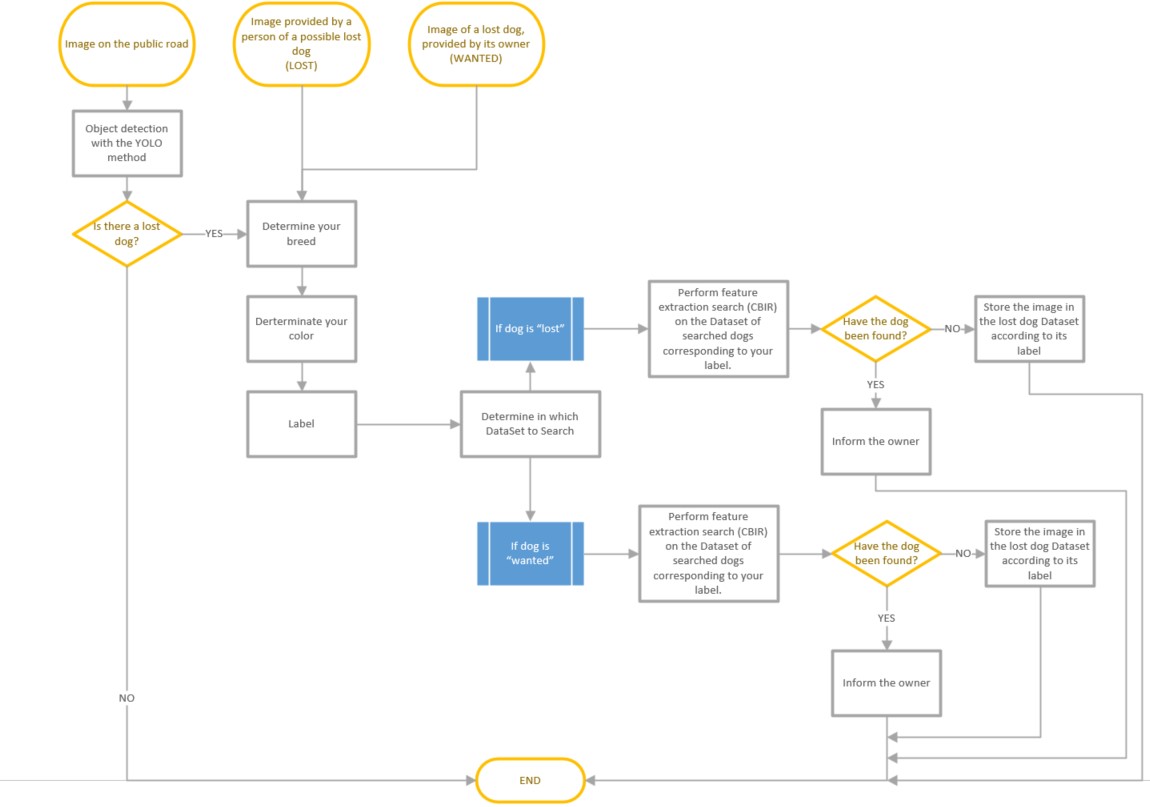 Image on the public road
Image provided by a
person of a possible lost
dog
(LOST)
Image of a lost dog,
provided by its owner
(WANTED)
Object detection
with the YOLO
method
Is there a lost
dog?
YES
Determine your
breed
Derterminate your
color
Label
Determine in which
DataSet to Search
If dog is “lost”
Perform feature
extraction search (CBIR)
on the Dataset of
searched dogs
corresponding to your
label.
Have the dog
been found?
NO
Store the image in
the lost dog Dataset
according to its
label
YES
Inform the owner
If dog is
“wanted”
Perform feature
extraction search (CBIR)
on the Dataset of
searched dogs
corresponding to your
label.
Have the dog
been found?
NO
Store the image in
the lost dog Dataset
according to its
label
YES
Inform the owner
NO
END